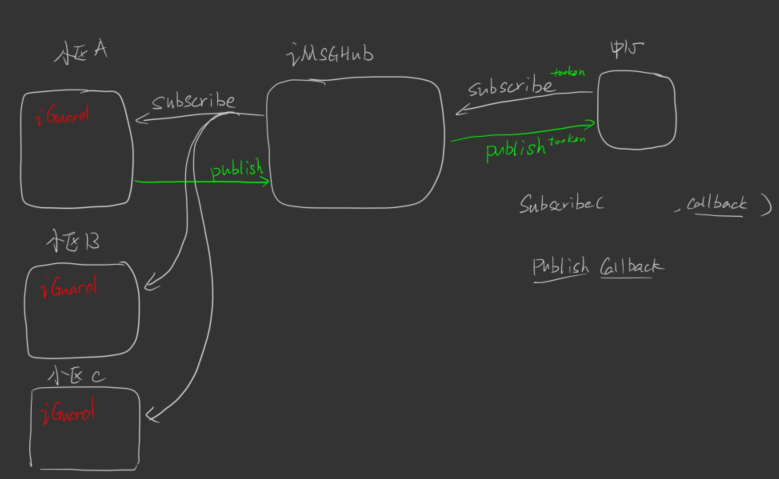 小区A
iMsGHub
中心
iGuard
subscribe
subscribe token
publish
publish token
Subscribe( , callback )
小区B
iGuard
Publish Callback
小区C
iGuard